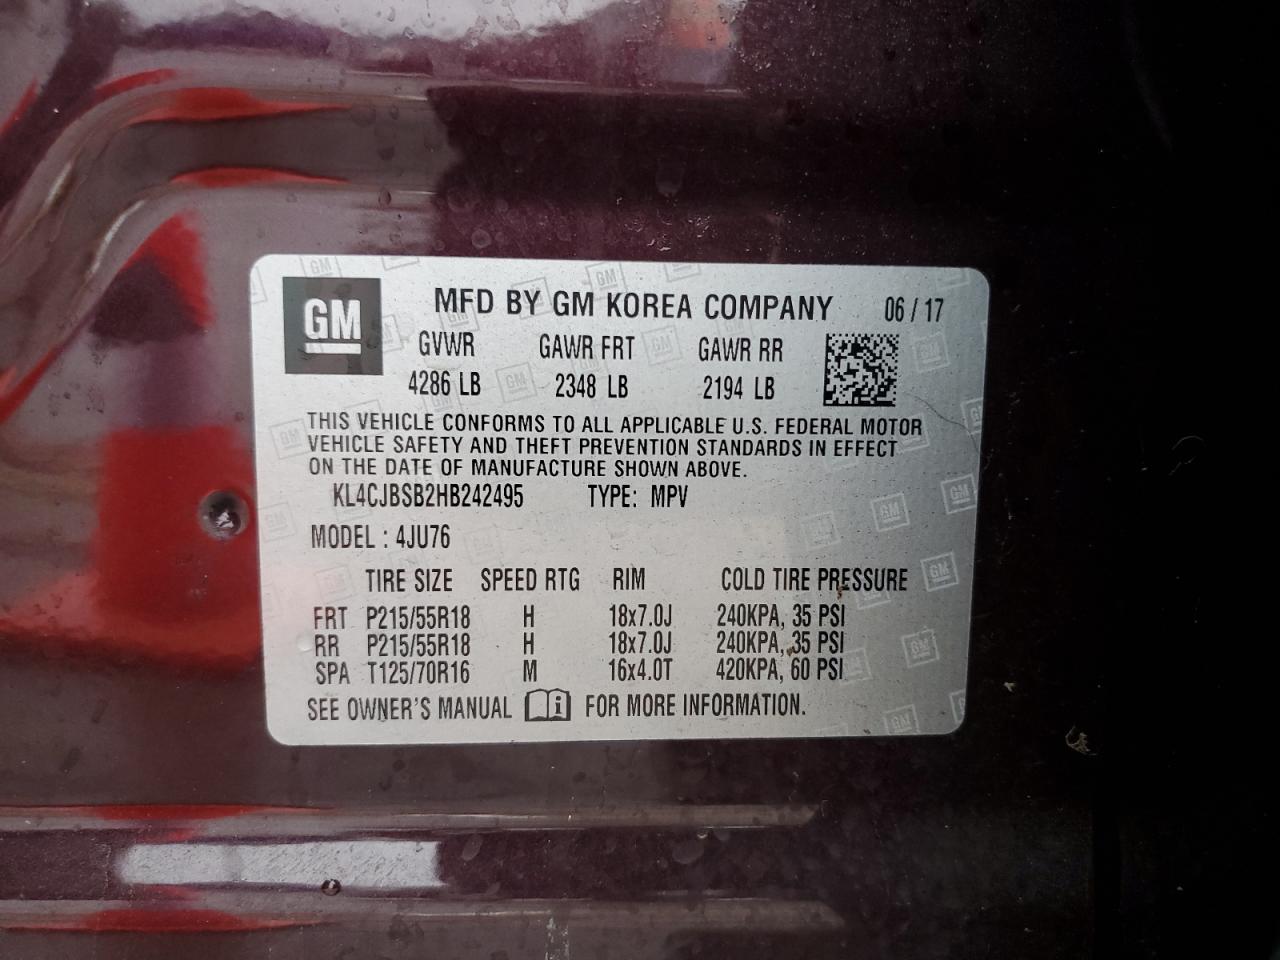 GM MFD BY GM KOREA COMPANY 06/17
GVWR GAWR FRT GAWR RR
4286 LB 2348 LB 2194 LB
THIS VEHICLE CONFORMS TO ALL APPLICABLE U.S. FEDERAL MOTOR
VEHICLE SAFETY AND THEFT PREVENTION STANDARDS IN EFFECT
ON THE DATE OF MANUFACTURE SHOWN ABOVE.
KL4CJBSB2HB242495 TYPE: MPV
MODEL : 4JU76
TIRE SIZE SPEED RTG RIM COLD TIRE PRESSURE
FRT P215/55R18 H 18x7.0J 240KPA, 35 PSI
RR P215/55R18 H 18x7.0J 240KPA, 35 PSI
SPA T125/70R16 M 16x4.0T 420KPA, 60 PSI
SEE OWNER'S MANUAL i FOR MORE INFORMATION.